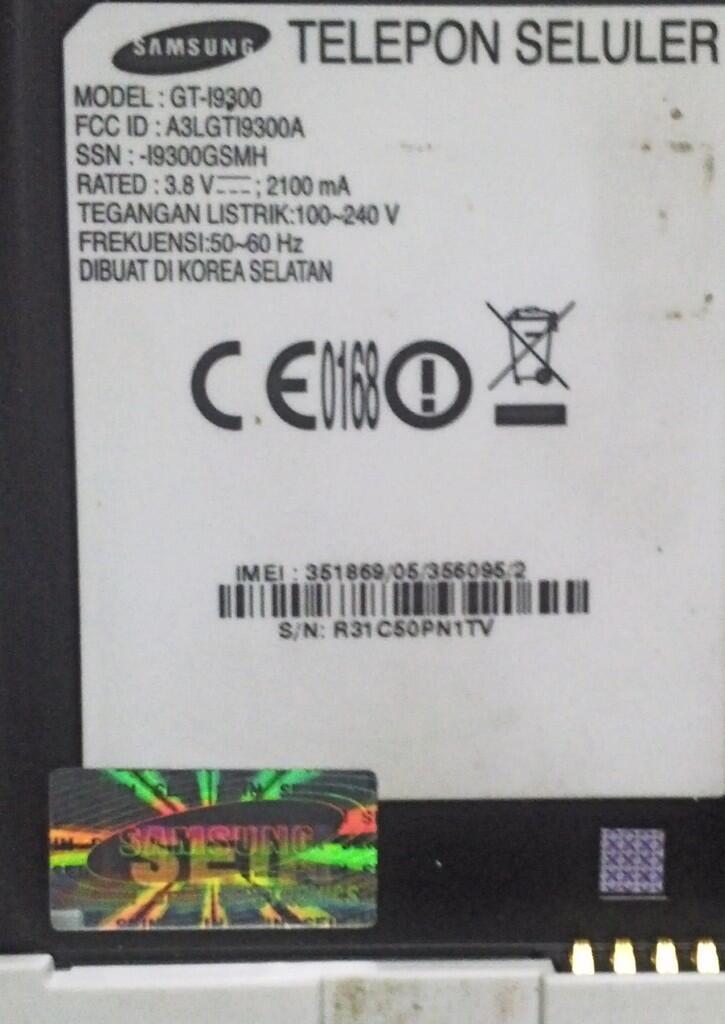 SAMSUNG TELEPON SELULER
MODEL : GT-I9300
FCC ID : A3LGTI9300A
SSN : -I9300GSMH
RATED : 3.8 V⎓; 2100 mA
TEGANGAN LISTRIK:100~240 V
FREKUENSI:50~60 Hz
DIBUAT DI KOREA SELATAN
CE0168
IMEI : 351869/05/356095/2
S/N: R31C50PN1TV
SAMSUNG
SEIN